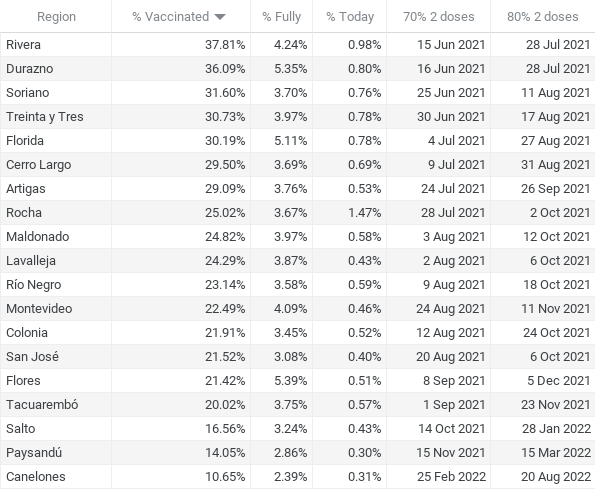 Region % Vaccinated % Fully % Today 70% 2 doses 80% 2 doses
Rivera 37.81% 4.24% 0.98% 15 Jun 2021 28 Jul 2021
Durazno 36.09% 5.35% 0.80% 16 Jun 2021 28 Jul 2021
Soriano 31.60% 3.70% 0.76% 25 Jun 2021 11 Aug 2021
Treinta y Tres 30.73% 3.97% 0.78% 30 Jun 2021 17 Aug 2021
Florida 30.19% 5.11% 0.78% 4 Jul 2021 27 Aug 2021
Cerro Largo 29.50% 3.69% 0.69% 9 Jul 2021 31 Aug 2021
Artigas 29.09% 3.76% 0.53% 24 Jul 2021 26 Sep 2021
Rocha 25.02% 3.67% 1.47% 28 Jul 2021 2 Oct 2021
Maldonado 24.82% 3.97% 0.58% 3 Aug 2021 12 Oct 2021
Lavalleja 24.29% 3.87% 0.43% 2 Aug 2021 6 Oct 2021
Río Negro 23.14% 3.58% 0.59% 9 Aug 2021 18 Oct 2021
Montevideo 22.49% 4.09% 0.46% 24 Aug 2021 11 Nov 2021
Colonia 21.91% 3.45% 0.52% 12 Aug 2021 24 Oct 2021
San José 21.52% 3.08% 0.40% 20 Aug 2021 6 Oct 2021
Flores 21.42% 5.39% 0.51% 8 Sep 2021 5 Dec 2021
Tacuarembó 20.02% 3.75% 0.57% 1 Sep 2021 23 Nov 2021
Salto 16.56% 3.24% 0.43% 14 Oct 2021 28 Jan 2022
Paysandú 14.05% 2.86% 0.30% 15 Nov 2021 15 Mar 2022
Canelones 10.65% 2.39% 0.31% 25 Feb 2022 20 Aug 2022